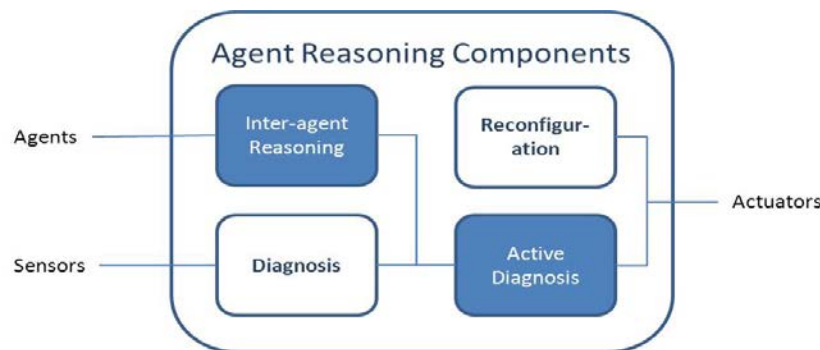 Agent Reasoning Components
Agents
Inter-agent
Reasoning
Reconfigur-
ation
Actuators
Sensors
Diagnosis
Active
Diagnosis